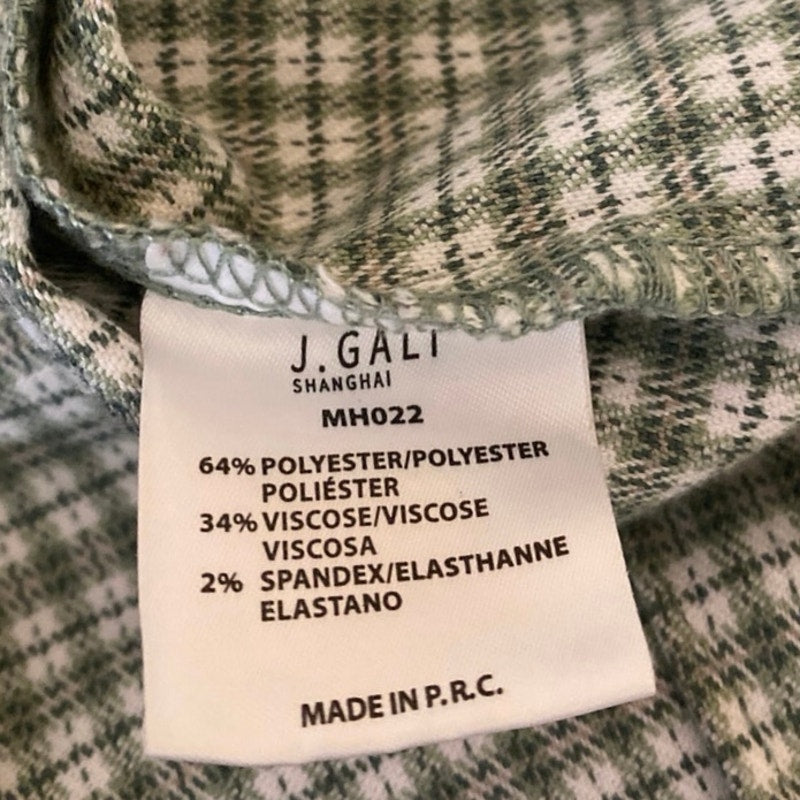 J.GALI
SHANGHAI
MH022
64% POLYESTER/POLYESTER
POLIÉSTER
34% VISCOSE/VISCOSE
VISCOSA
2% SPANDEX/ELASTHANNE
ELASTANO
MADE IN P.R.C.